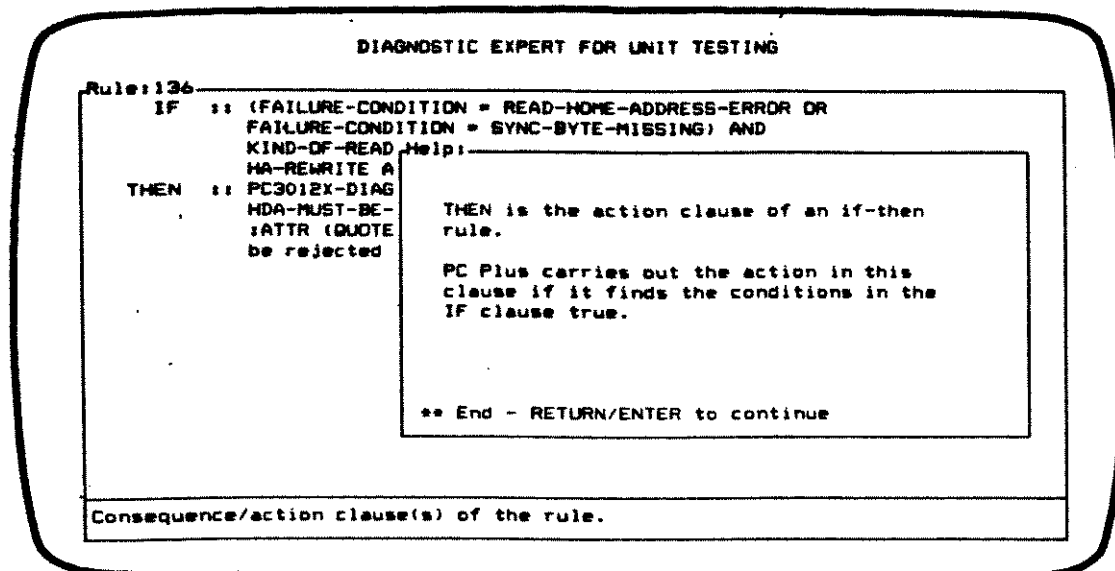 DIAGNOSTIC EXPERT FOR UNIT TESTING
Rule:136
IF :: (FAILURE-CONDITION = READ-HOME-ADDRESS-ERROR OR
FAILURE-CONDITION = SYNC-BYTE-MISSING) AND
KIND-OF-READ
HA-REWRITE A
THEN :: PC3012X-DIAG
HDA-MUST-BE-
:ATTR (QUOTE
be rejected
Help:
THEN is the action clause of an if-then
rule.
PC Plus carries out the action in this
clause if it finds the conditions in the
IF clause true.
** End - RETURN/ENTER to continue
Consequence/action clause(s) of the rule.